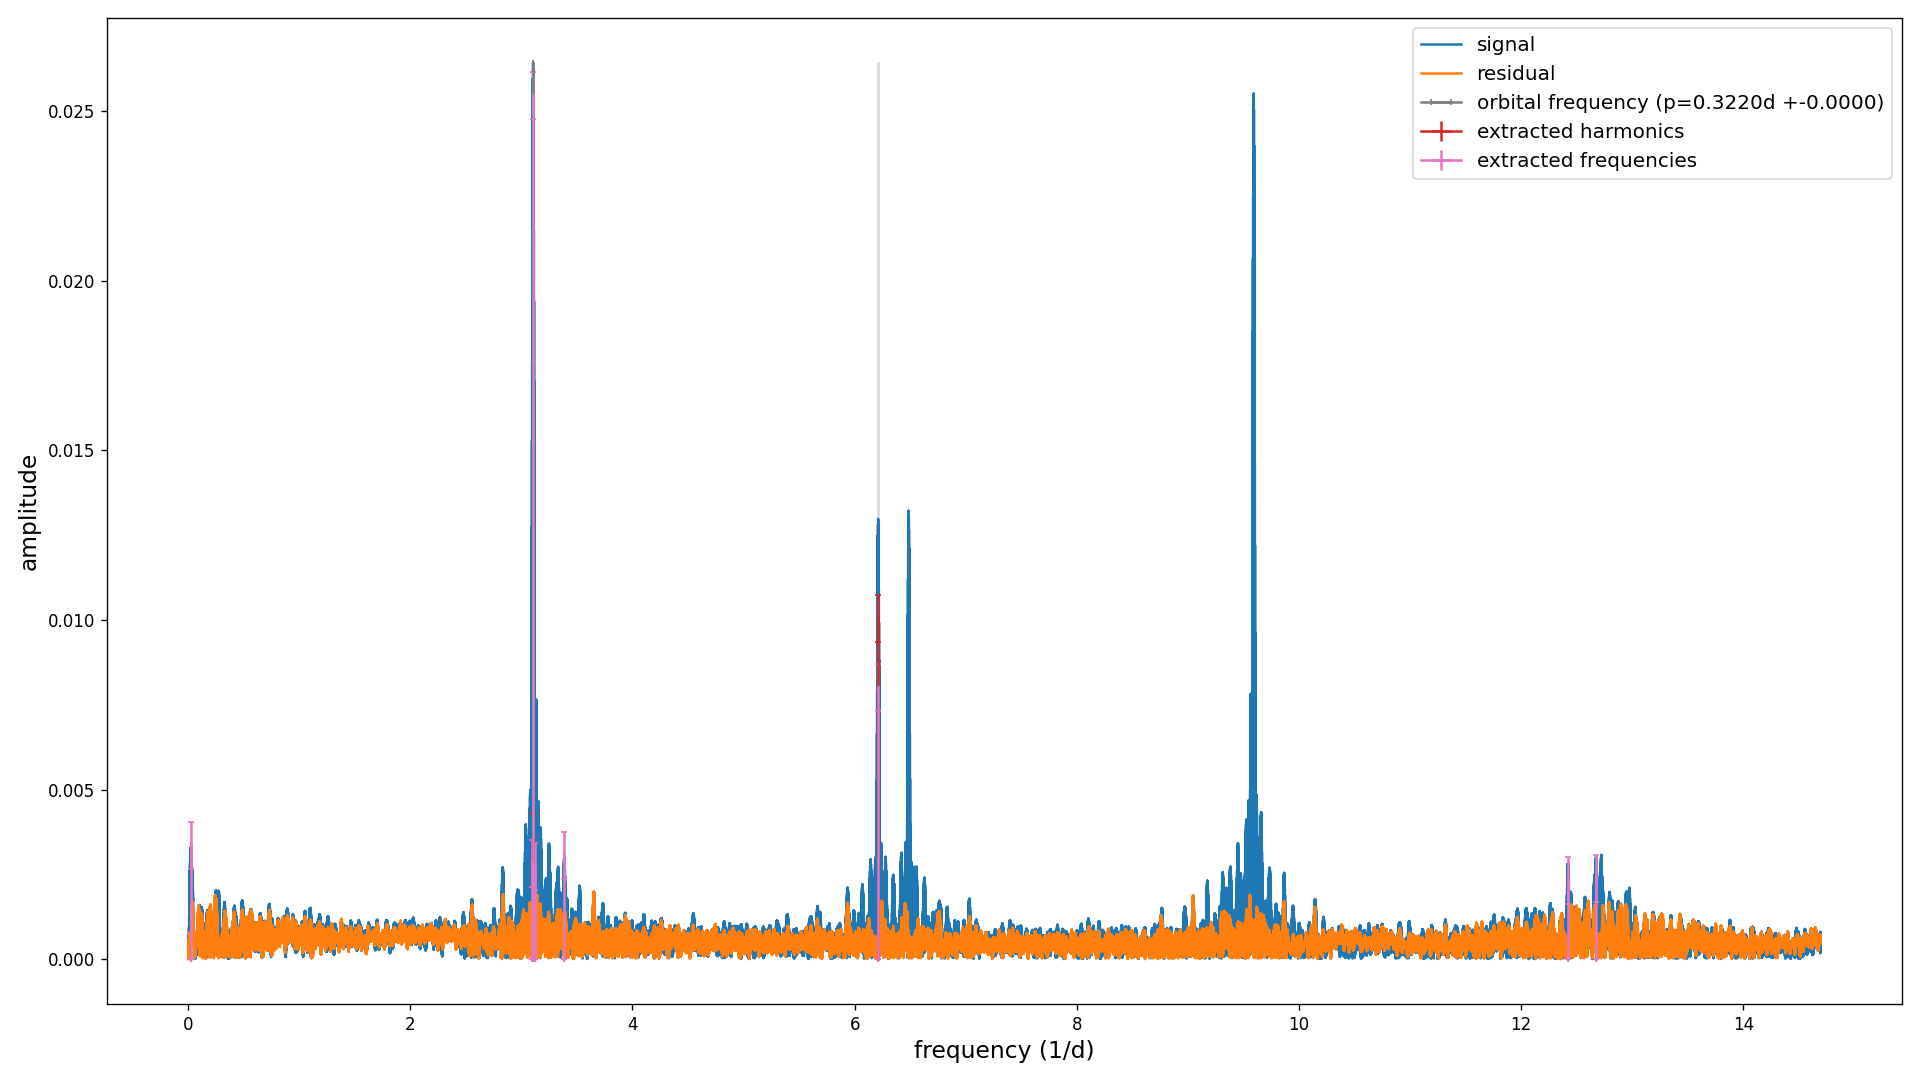 signal
residual
orbital frequency (p=0.3220d +-0.0000)
extracted harmonics
extracted frequencies
amplitude
0.025
0.020
0.015
0.010
0.005
0.000
0 2 4 6 8 10 12 14
frequency (1/d)